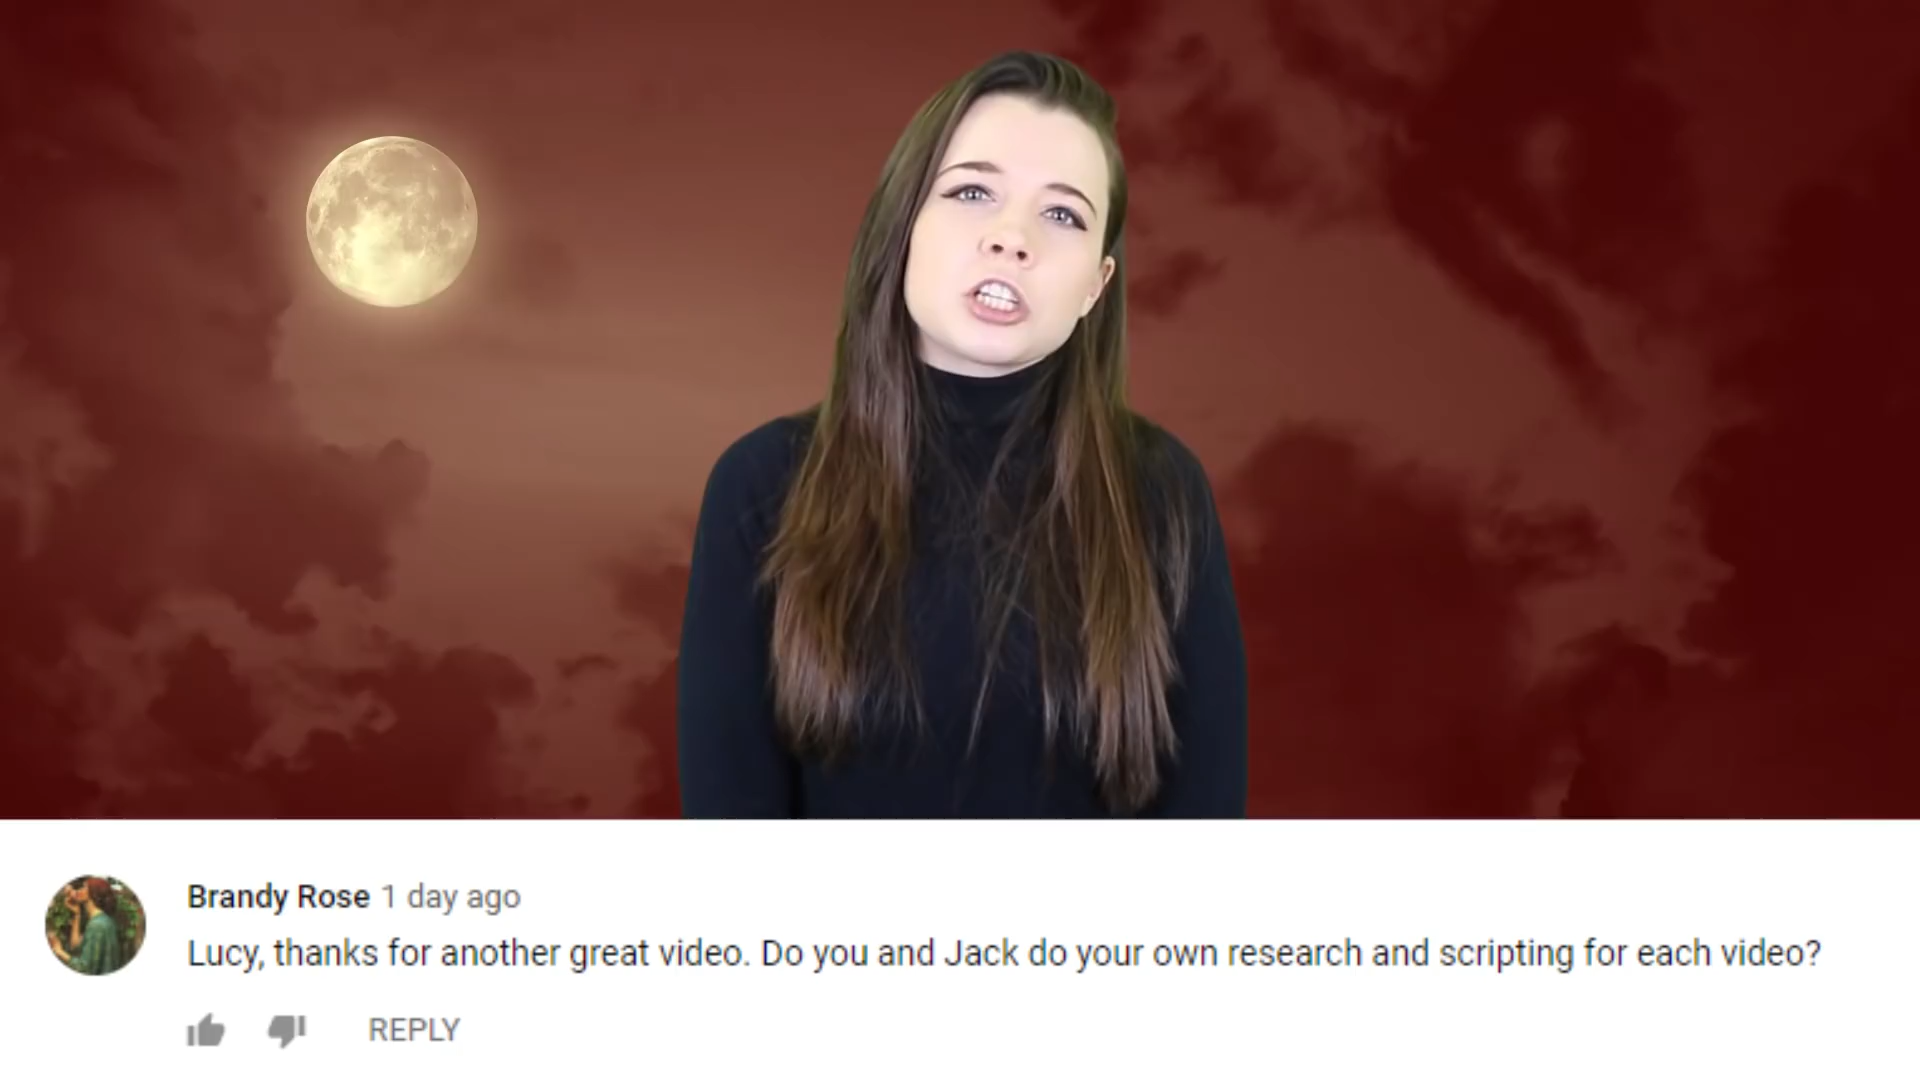 Brandy Rose 1 day ago
Lucy, thanks for another great video. Do you and Jack do your own research and scripting for each video?
REPLY